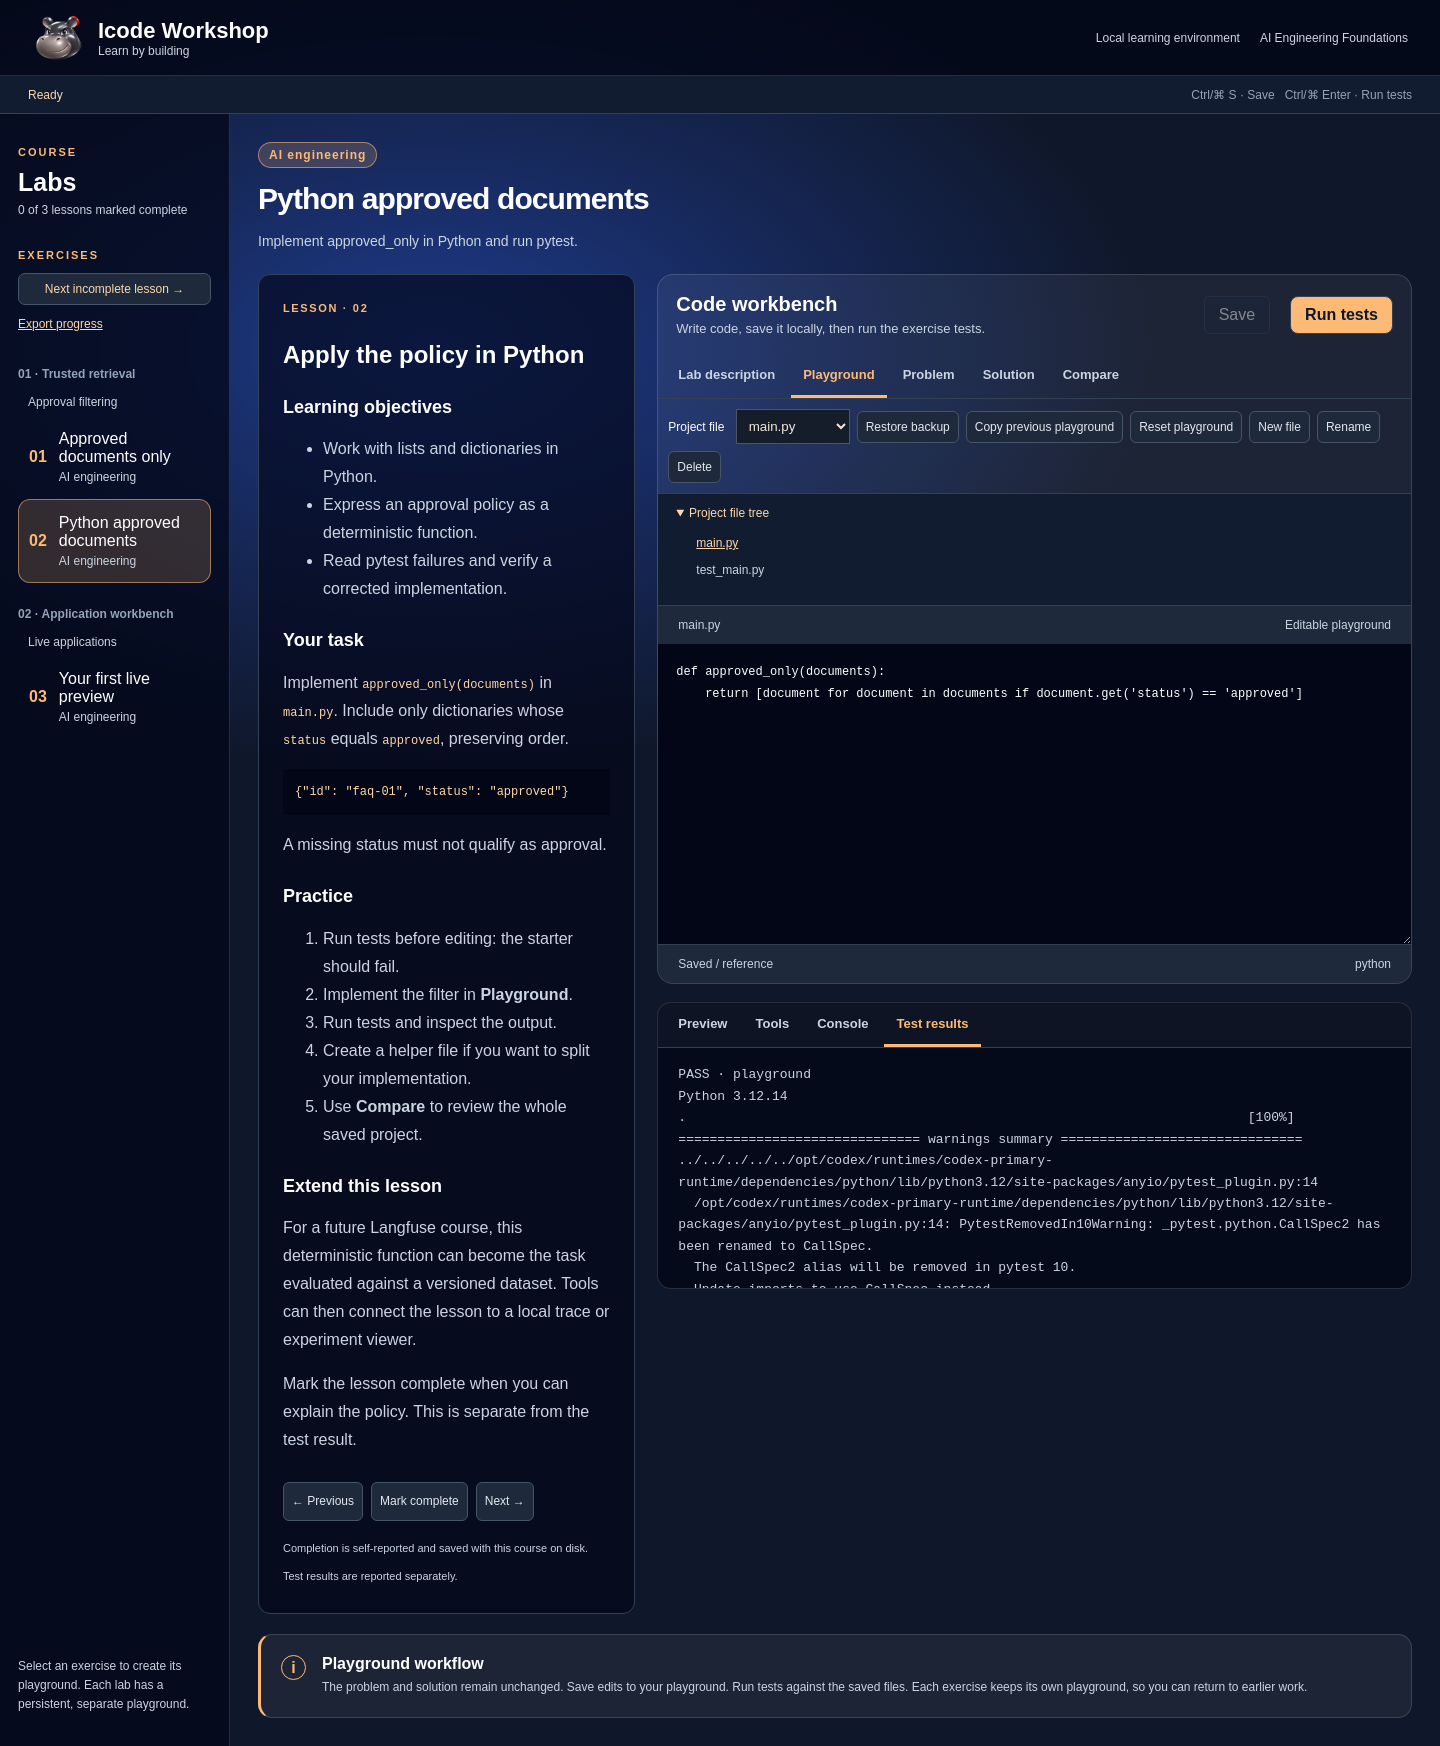 Icode Workshop
Learn by building
Local learning environment
AI Engineering Foundations
Ready
Ctrl/⌘ S · Save
Ctrl/⌘ Enter · Run tests
COURSE
Labs
0 of 3 lessons marked complete
EXERCISES
Next incomplete lesson →
Export progress
01 · Trusted retrieval
Approval filtering
01
Approved
documents only
AI engineering
02
Python approved
documents
AI engineering
02 · Application workbench
Live applications
03
Your first live
preview
AI engineering
Select an exercise to create its
playground. Each lab has a
persistent, separate playground.
AI engineering
Python approved documents
Implement approved_only in Python and run pytest.
LESSON · 02
Apply the policy in Python
Learning objectives
• Work with lists and dictionaries in
Python.
• Express an approval policy as a
deterministic function.
• Read pytest failures and verify a
corrected implementation.
Your task
Implement approved_only(documents) in
main.py. Include only dictionaries whose
status equals approved, preserving order.
{"id": "faq-01", "status": "approved"}
A missing status must not qualify as approval.
Practice
1. Run tests before editing: the starter
should fail.
2. Implement the filter in Playground.
3. Run tests and inspect the output.
4. Create a helper file if you want to split
your implementation.
5. Use Compare to review the whole
saved project.
Extend this lesson
For a future Langfuse course, this
deterministic function can become the task
evaluated against a versioned dataset. Tools
can then connect the lesson to a local trace or
experiment viewer.
Mark the lesson complete when you can
explain the policy. This is separate from the
test result.
← Previous
Mark complete
Next →
Completion is self-reported and saved with this course on disk.
Test results are reported separately.
Code workbench
Write code, save it locally, then run the exercise tests.
Save
Run tests
Lab description
Playground
Problem
Solution
Compare
Project file
main.py
Restore backup
Copy previous playground
Reset playground
New file
Rename
Delete
▼ Project file tree
main.py
test_main.py
main.py
Editable playground
def approved_only(documents):
    return [document for document in documents if document.get('status') == 'approved']
Saved / reference
python
Preview
Tools
Console
Test results
PASS · playground
Python 3.12.14
.                                                                        [100%]
=============================== warnings summary ===============================
../../../../../opt/codex/runtimes/codex-primary-
runtime/dependencies/python/lib/python3.12/site-packages/anyio/pytest_plugin.py:14
  /opt/codex/runtimes/codex-primary-runtime/dependencies/python/lib/python3.12/site-
packages/anyio/pytest_plugin.py:14: PytestRemovedIn10Warning: _pytest.python.CallSpec2 has
been renamed to CallSpec.
  The CallSpec2 alias will be removed in pytest 10.
  Update imports to use CallSpec instead
i
Playground workflow
The problem and solution remain unchanged. Save edits to your playground. Run tests against the saved files. Each exercise keeps its own playground, so you can return to earlier work.